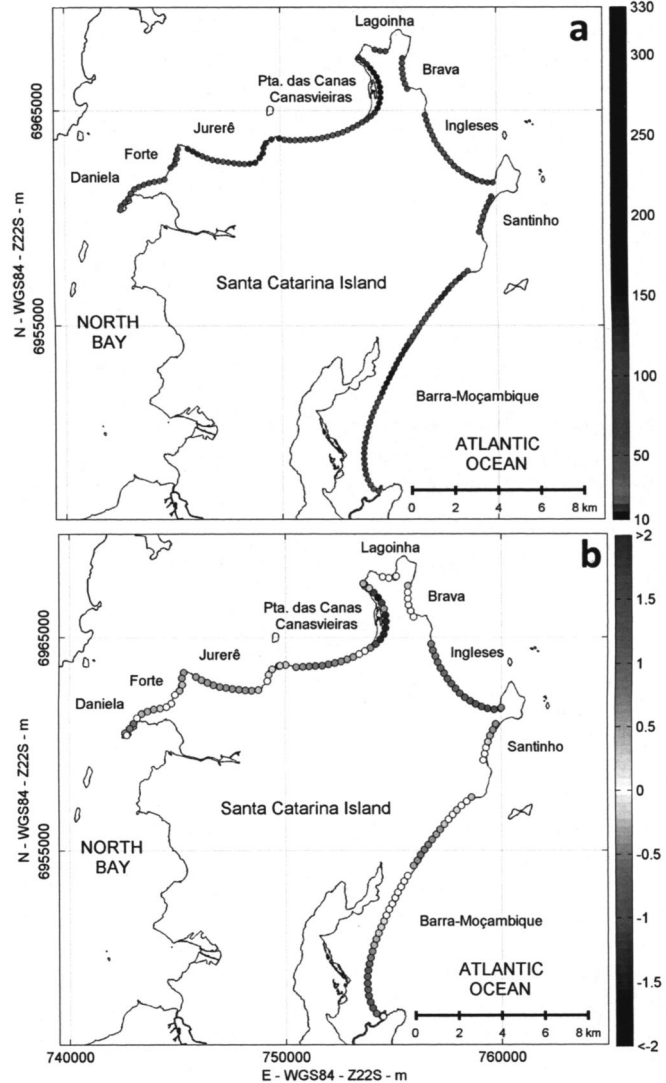 Lagoinha
a
330
300
Brava
Pta. das Canas
Canasvieiras
6965000
Jurerê
Ingleses
250
Forte
Daniela
Santinho
200
Santa Catarina Island
N - WGS84 - Z22S - m
150
NORTH
BAY
6955000
Barra-Moçambique
100
ATLANTIC
OCEAN
50
0 2 4 6 8 km
10
Lagoinha
b
>2
Brava
1.5
Pta. das Canas
Canasvieiras
6965000
Jurerê
Ingleses
1
Forte
Daniela
0.5
Santinho
Santa Catarina Island
0
N - WGS84 - Z22S - m
NORTH
BAY
6955000
-0.5
Barra-Moçambique
-1
ATLANTIC
OCEAN
-1.5
0 2 4 6 8 km
<-2
740000 750000 760000
E - WGS84 - Z22S - m